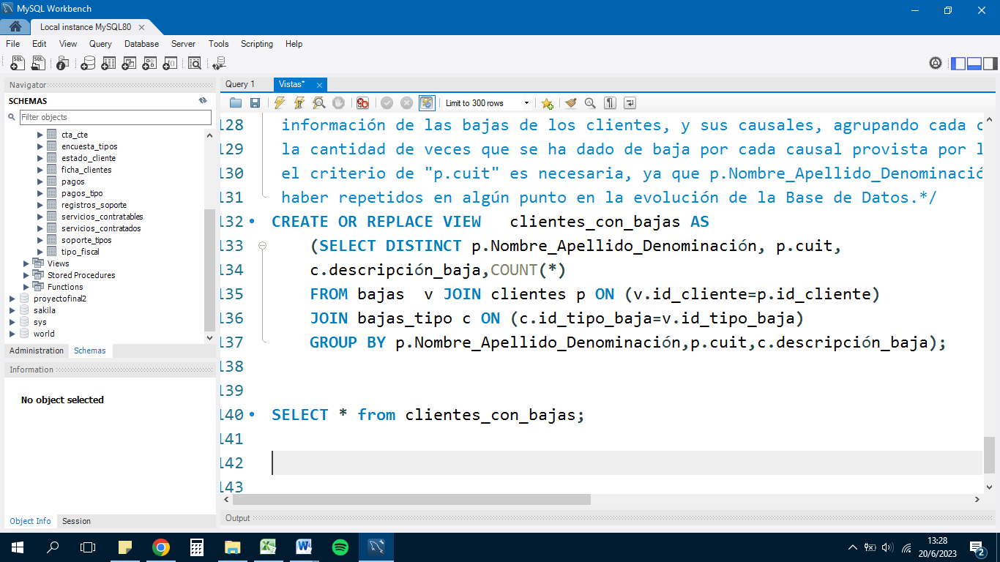 MySQL Workbench
Local instance MySQL80
File Edit View Query Database Server Tools Scripting Help
Navigator
SCHEMAS
Filter objects
cta_cte
encuesta_tipos
estado_cliente
ficha_clientes
pagos
pagos_tipo
registros_soporte
servicios_contratables
servicios_contratados
soporte_tipos
tipo_fiscal
Views
Stored Procedures
Functions
proyectofinal2
sakila
sys
world
Administration Schemas
Information
No object selected
Object Info Session
Query 1 Vistas*
Limit to 300 rows
128 información de las bajas de los clientes, y sus causales, agrupando cada c
129 la cantidad de veces que se ha dado de baja por cada causal provista por l
130 el criterio de "p.cuit" es necesaria, ya que p.Nombre_Apellido_Denominació
131 haber repetidos en algún punto en la evolución de la Base de Datos.*/
132 CREATE OR REPLACE VIEW   clientes_con_bajas AS
133 (SELECT DISTINCT p.Nombre_Apellido_Denominación, p.cuit,
134 c.descripción_baja,COUNT(*)
135 FROM bajas  v JOIN clientes p ON (v.id_cliente=p.id_cliente)
136 JOIN bajas_tipo c ON (c.id_tipo_baja=v.id_tipo_baja)
137 GROUP BY p.Nombre_Apellido_Denominación,p.cuit,c.descripción_baja);
138
139
140 SELECT * from clientes_con_bajas;
141
142
143
Output
13:28
20/6/2023
2